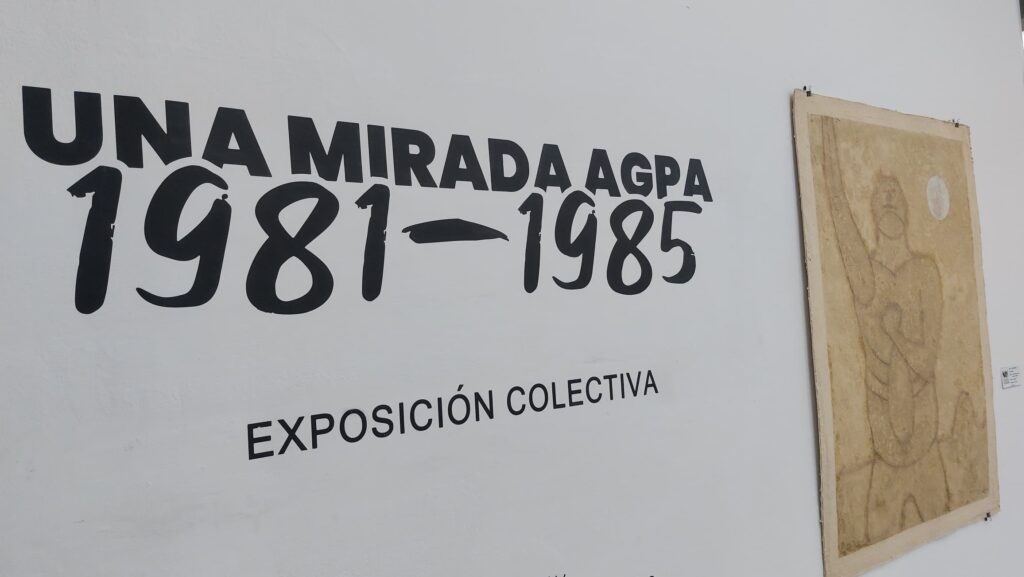 UNA MIRADA AGPA
1981-1985
EXPOSICIÓN COLECTIVA